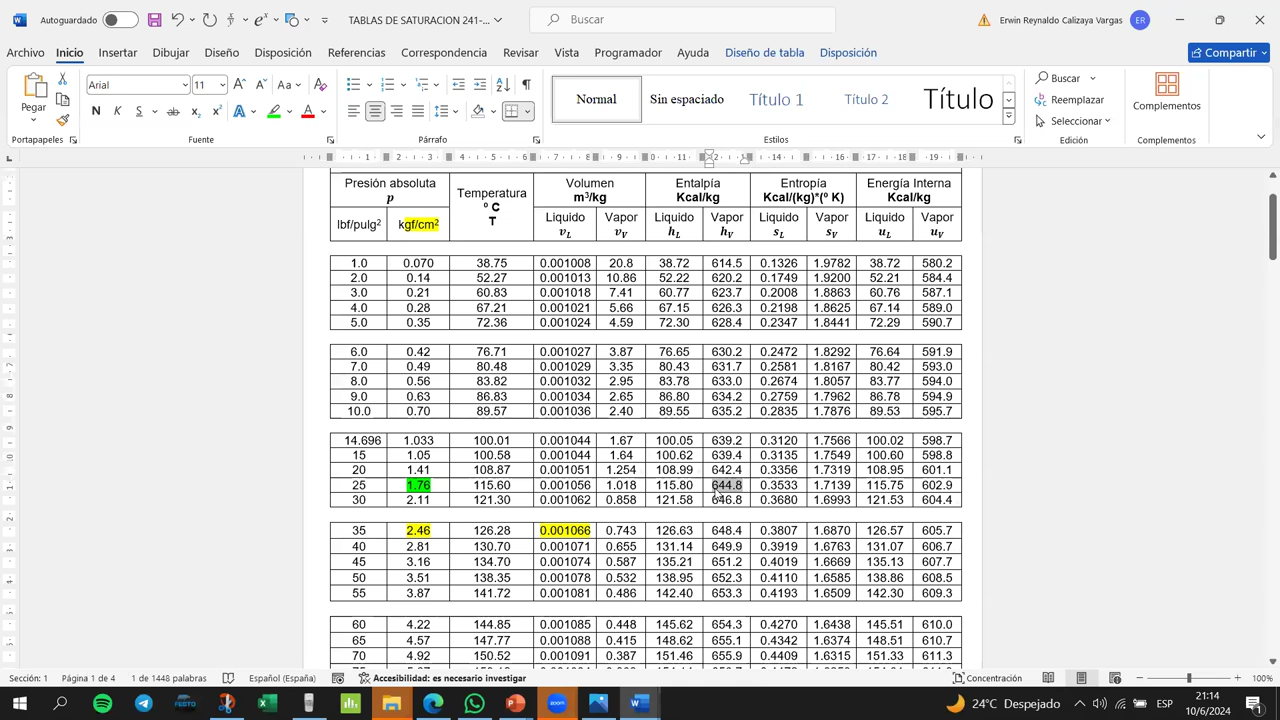 Autoguardado
TABLAS DE SATURACION 241-...
Buscar
Erwin Reynaldo Calizaya Vargas
ER
Archivo Inicio Insertar Dibujar Diseño Disposición Referencias Correspondencia Revisar Vista Programador Ayuda Diseño de tabla Disposición
Compartir
Pegar
Arial 11
N K S ab x₂ x²
Normal
Sin espaciado
Título 1
Título 2
Título
Buscar
Reemplazar
Seleccionar
Complementos
Portapapeles Fuente Párrafo Estilos Edición Complementos
Presión absoluta
p
lbf/pulg² kgf/cm²
Temperatura
º C
T
Volumen
m³/kg
Liquido Vapor
v_L v_V
Entalpía
Kcal/kg
Liquido Vapor
h_L h_V
Entropía
Kcal/(kg)*(º K)
Liquido Vapor
s_L s_V
Energía Interna
Kcal/kg
Liquido Vapor
u_L u_V
1.0 0.070 38.75 0.001008 20.8 38.72 614.5 0.1326 1.9782 38.72 580.2
2.0 0.14 52.27 0.001013 10.86 52.22 620.2 0.1749 1.9200 52.21 584.4
3.0 0.21 60.83 0.001018 7.41 60.77 623.7 0.2008 1.8863 60.76 587.1
4.0 0.28 67.21 0.001021 5.66 67.15 626.3 0.2198 1.8625 67.14 589.0
5.0 0.35 72.36 0.001024 4.59 72.30 628.4 0.2347 1.8441 72.29 590.7
6.0 0.42 76.71 0.001027 3.87 76.65 630.2 0.2472 1.8292 76.64 591.9
7.0 0.49 80.48 0.001029 3.35 80.43 631.7 0.2581 1.8167 80.42 593.0
8.0 0.56 83.82 0.001032 2.95 83.78 633.0 0.2674 1.8057 83.77 594.0
9.0 0.63 86.83 0.001034 2.65 86.80 634.2 0.2759 1.7962 86.78 594.9
10.0 0.70 89.57 0.001036 2.40 89.55 635.2 0.2835 1.7876 89.53 595.7
14.696 1.033 100.01 0.001044 1.67 100.05 639.2 0.3120 1.7566 100.02 598.7
15 1.05 100.58 0.001044 1.64 100.62 639.4 0.3135 1.7549 100.60 598.8
20 1.41 108.87 0.001051 1.254 108.99 642.4 0.3356 1.7319 108.95 601.1
25 1.76 115.60 0.001056 1.018 115.80 644.8 0.3533 1.7139 115.75 602.9
30 2.11 121.30 0.001062 0.858 121.58 646.8 0.3680 1.6993 121.53 604.4
35 2.46 126.28 0.001066 0.743 126.63 648.4 0.3807 1.6870 126.57 605.7
40 2.81 130.70 0.001071 0.655 131.14 649.9 0.3919 1.6763 131.07 606.7
45 3.16 134.70 0.001074 0.587 135.21 651.2 0.4019 1.6669 135.13 607.7
50 3.51 138.35 0.001078 0.532 138.95 652.3 0.4110 1.6585 138.86 608.5
55 3.87 141.72 0.001081 0.486 142.40 653.3 0.4193 1.6509 142.30 609.3
60 4.22 144.85 0.001085 0.448 145.62 654.3 0.4270 1.6438 145.51 610.0
65 4.57 147.77 0.001088 0.415 148.62 655.1 0.4342 1.6374 148.51 610.7
70 4.92 150.52 0.001091 0.387 151.46 655.9 0.4409 1.6315 151.33 611.3
Sección: 1 Página 1 de 4 1 de 1448 palabras Español (España) Accesibilidad: es necesario investigar Concentración 100%
24°C Despejado ESP
21:14
10/6/2024